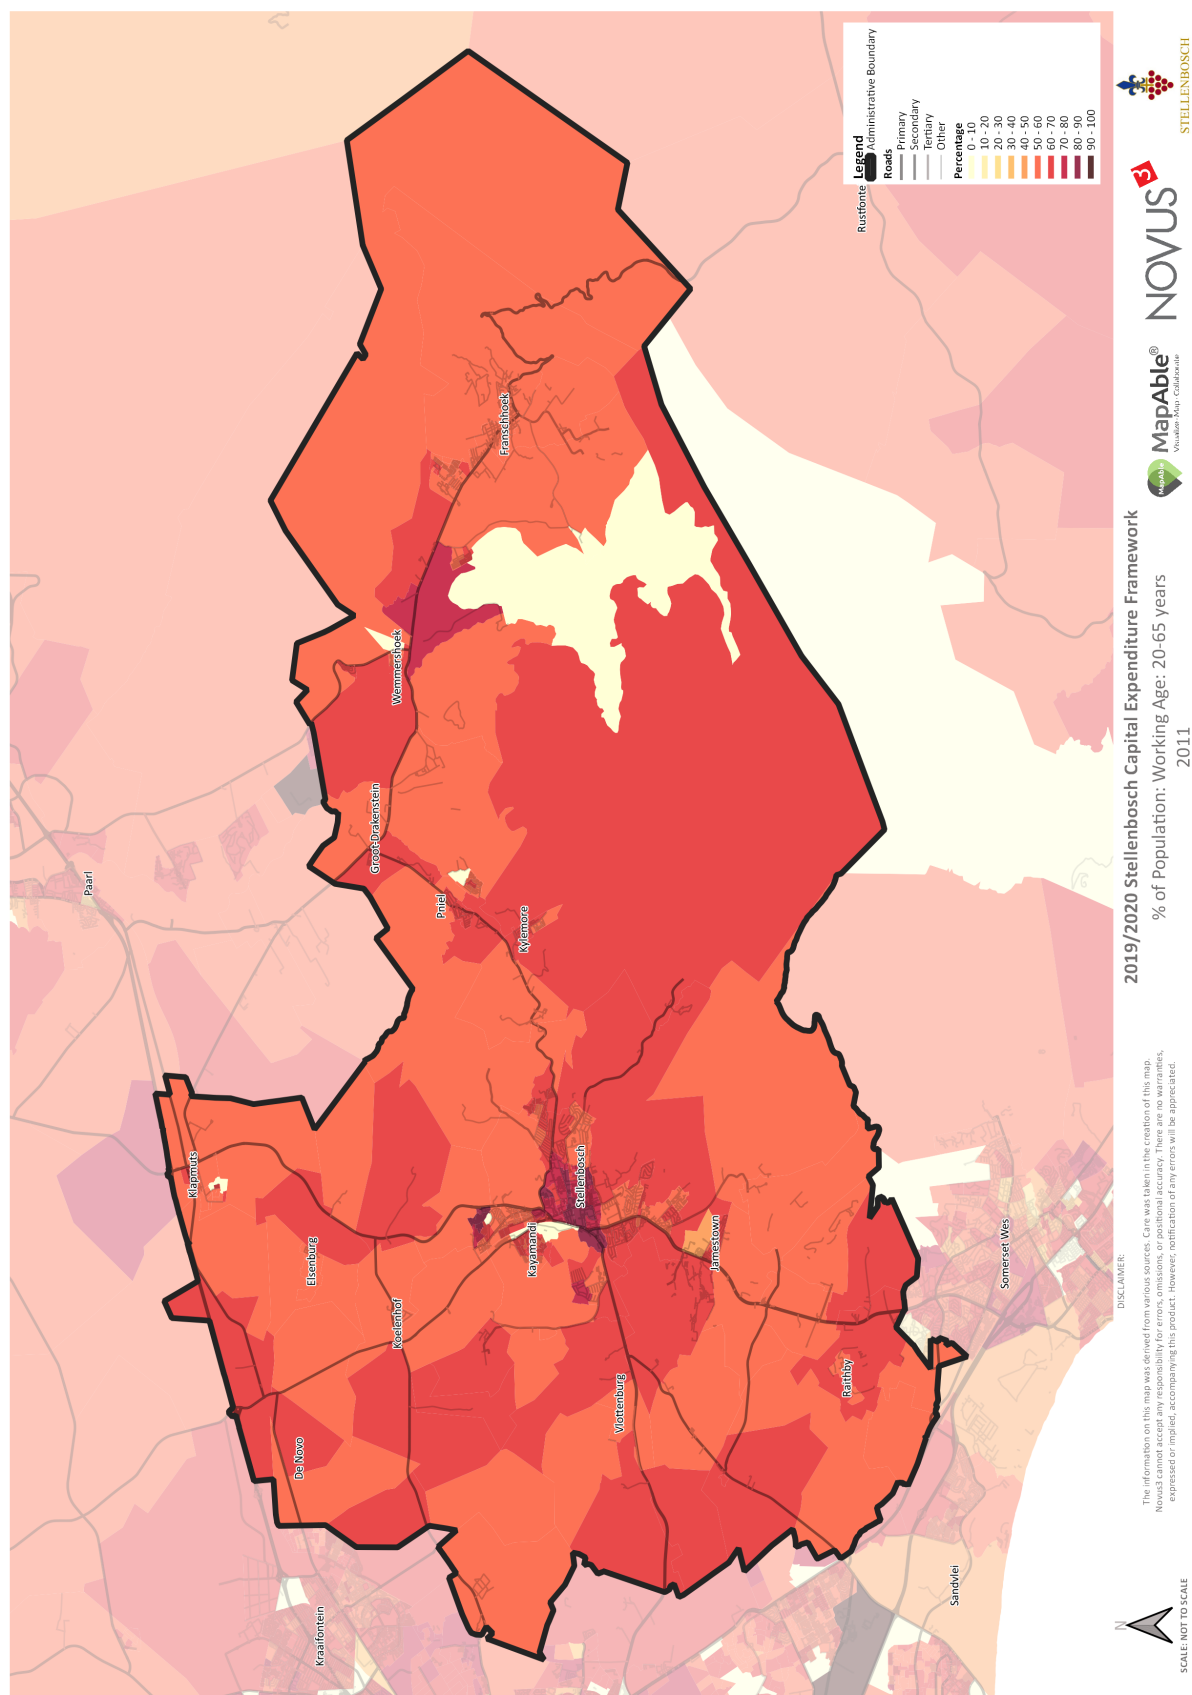 Legend
Administrative Boundary
Roads
Primary
Secondary
Tertiary
Other
Percentage
0 - 10
10 - 20
20 - 30
30 - 40
40 - 50
50 - 60
60 - 70
70 - 80
80 - 90
90 - 100
Rustfonte
Franschhoek
Wemmershoek
Groot-Drakenstein
Paarl
Pniel
Kylemore
Klapmuts
Stellenbosch
Elsenburg
Kayamandi
Jamestown
Somerset Wes
Koelenhof
Raithby
Vlottenburg
De Novo
Kraaifontein
Sandvlei
2019/2020 Stellenbosch Capital Expenditure Framework
% of Population: Working Age: 20-65 years
2011
DISCLAIMER:
The information on this map was derived from various sources. Care was taken in the creation of this map.
Novus3 cannot accept any responsibility for errors, omissions, or positional accuracy. There are no warranties,
expressed or implied, accompanying this product. However, notification of any errors will be appreciated.
N
SCALE: NOT TO SCALE
MapAble
MapAble®
Visualise · Map · Collaborate
NOVUS3
STELLENBOSCH